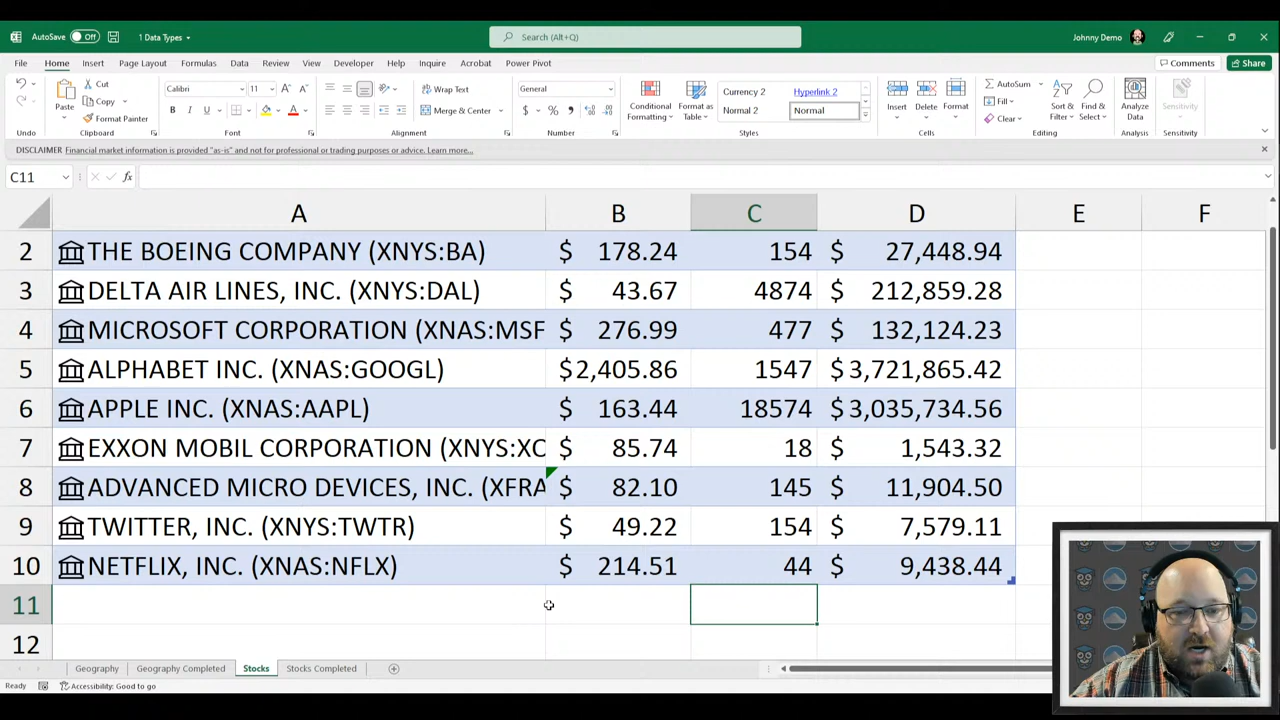 AutoSave Off 1 Data Types Search (Alt+Q) Johnny Demo
File Home Insert Page Layout Formulas Data Review View Developer Help Inquire Acrobat Power Pivot Comments Share
Cut Calibri 11 Wrap Text General Currency 2 Hyperlink 2 AutoSum
Paste Copy Conditional Formatting Format as Table Insert Delete Format Fill Sort & Filter Find & Select Analyze Data Sensitivity
Format Painter B I U Merge & Center $ % Normal 2 Normal Clear
Undo Clipboard Font Alignment Number Styles Cells Editing Analysis Sensitivity
DISCLAIMER Financial market information is provided "as-is" and not for professional or trading purposes or advice. Learn more...
C11 fx
A B C D E F
2 THE BOEING COMPANY (XNYS:BA) $ 178.24 154 $ 27,448.94
3 DELTA AIR LINES, INC. (XNYS:DAL) $ 43.67 4874 $ 212,859.28
4 MICROSOFT CORPORATION (XNAS:MSF $ 276.99 477 $ 132,124.23
5 ALPHABET INC. (XNAS:GOOGL) $2,405.86 1547 $ 3,721,865.42
6 APPLE INC. (XNAS:AAPL) $ 163.44 18574 $ 3,035,734.56
7 EXXON MOBIL CORPORATION (XNYS:XO $ 85.74 18 $ 1,543.32
8 ADVANCED MICRO DEVICES, INC. (XFRA $ 82.10 145 $ 11,904.50
9 TWITTER, INC. (XNYS:TWTR) $ 49.22 154 $ 7,579.11
10 NETFLIX, INC. (XNAS:NFLX) $ 214.51 44 $ 9,438.44
11
12
Geography Geography Completed Stocks Stocks Completed
Ready Accessibility: Good to go